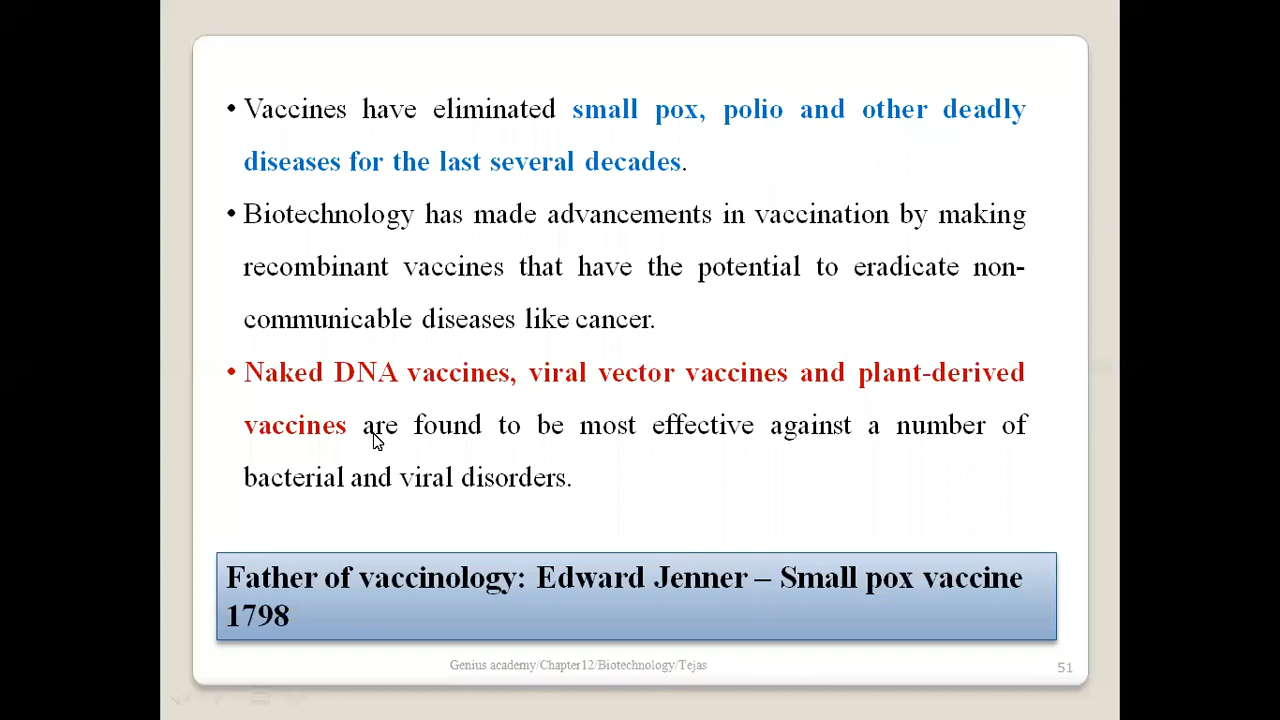 • Vaccines have eliminated small pox, polio and other deadly
diseases for the last several decades.
• Biotechnology has made advancements in vaccination by making
recombinant vaccines that have the potential to eradicate non-
communicable diseases like cancer.
• Naked DNA vaccines, viral vector vaccines and plant-derived
vaccines are found to be most effective against a number of
bacterial and viral disorders.
Father of vaccinology: Edward Jenner – Small pox vaccine
1798
Genius academy/Chapter12/Biotechnology/Tejas
51